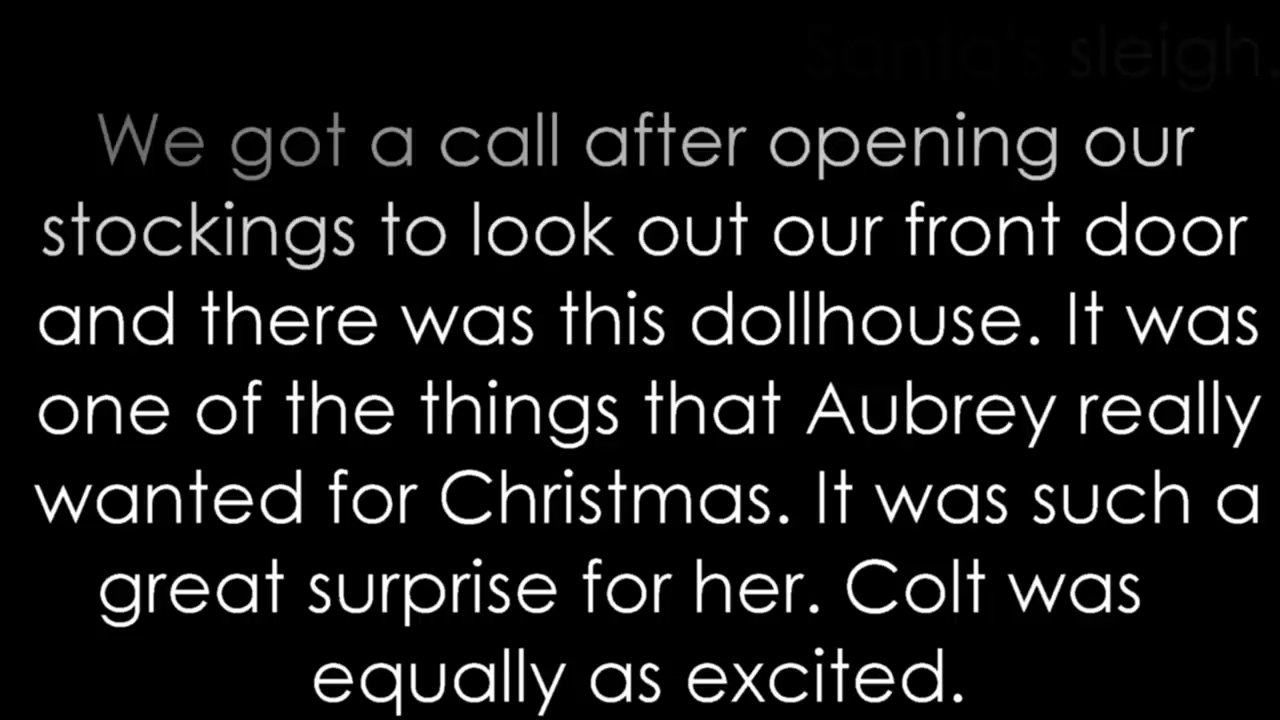 Santa's sleigh.
We got a call after opening our
stockings to look out our front door
and there was this dollhouse. It was
one of the things that Aubrey really
wanted for Christmas. It was such a
great surprise for her. Colt was
equally as excited.